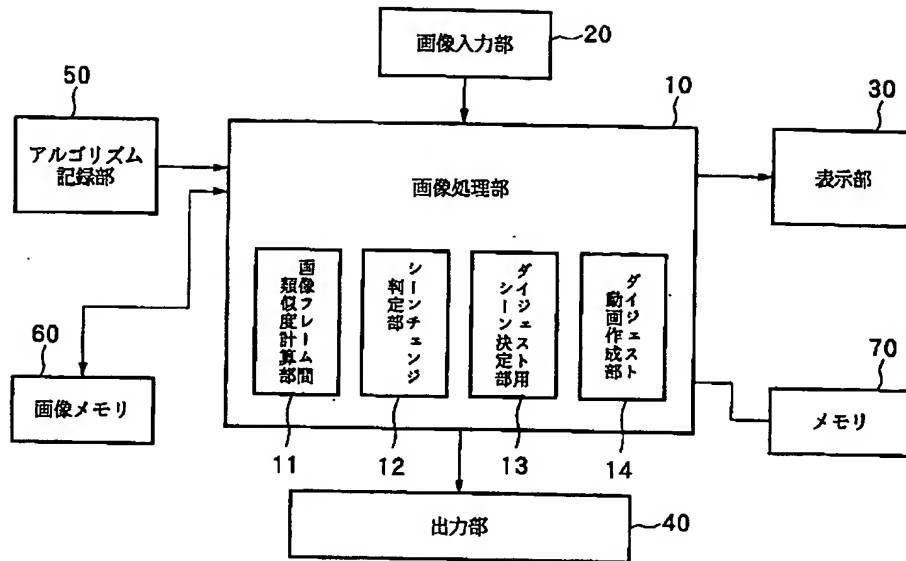 画像入力部
20
50
10
30
アルゴリズム
記録部
画像処理部
表示部
画像フレーム間
類似度計算部
シーンチェンジ
判定部
ダイジェスト用
シーン決定部
ダイジェスト
動画作成部
60
画像メモリ
70
メモリ
11
12
13
14
出力部
40